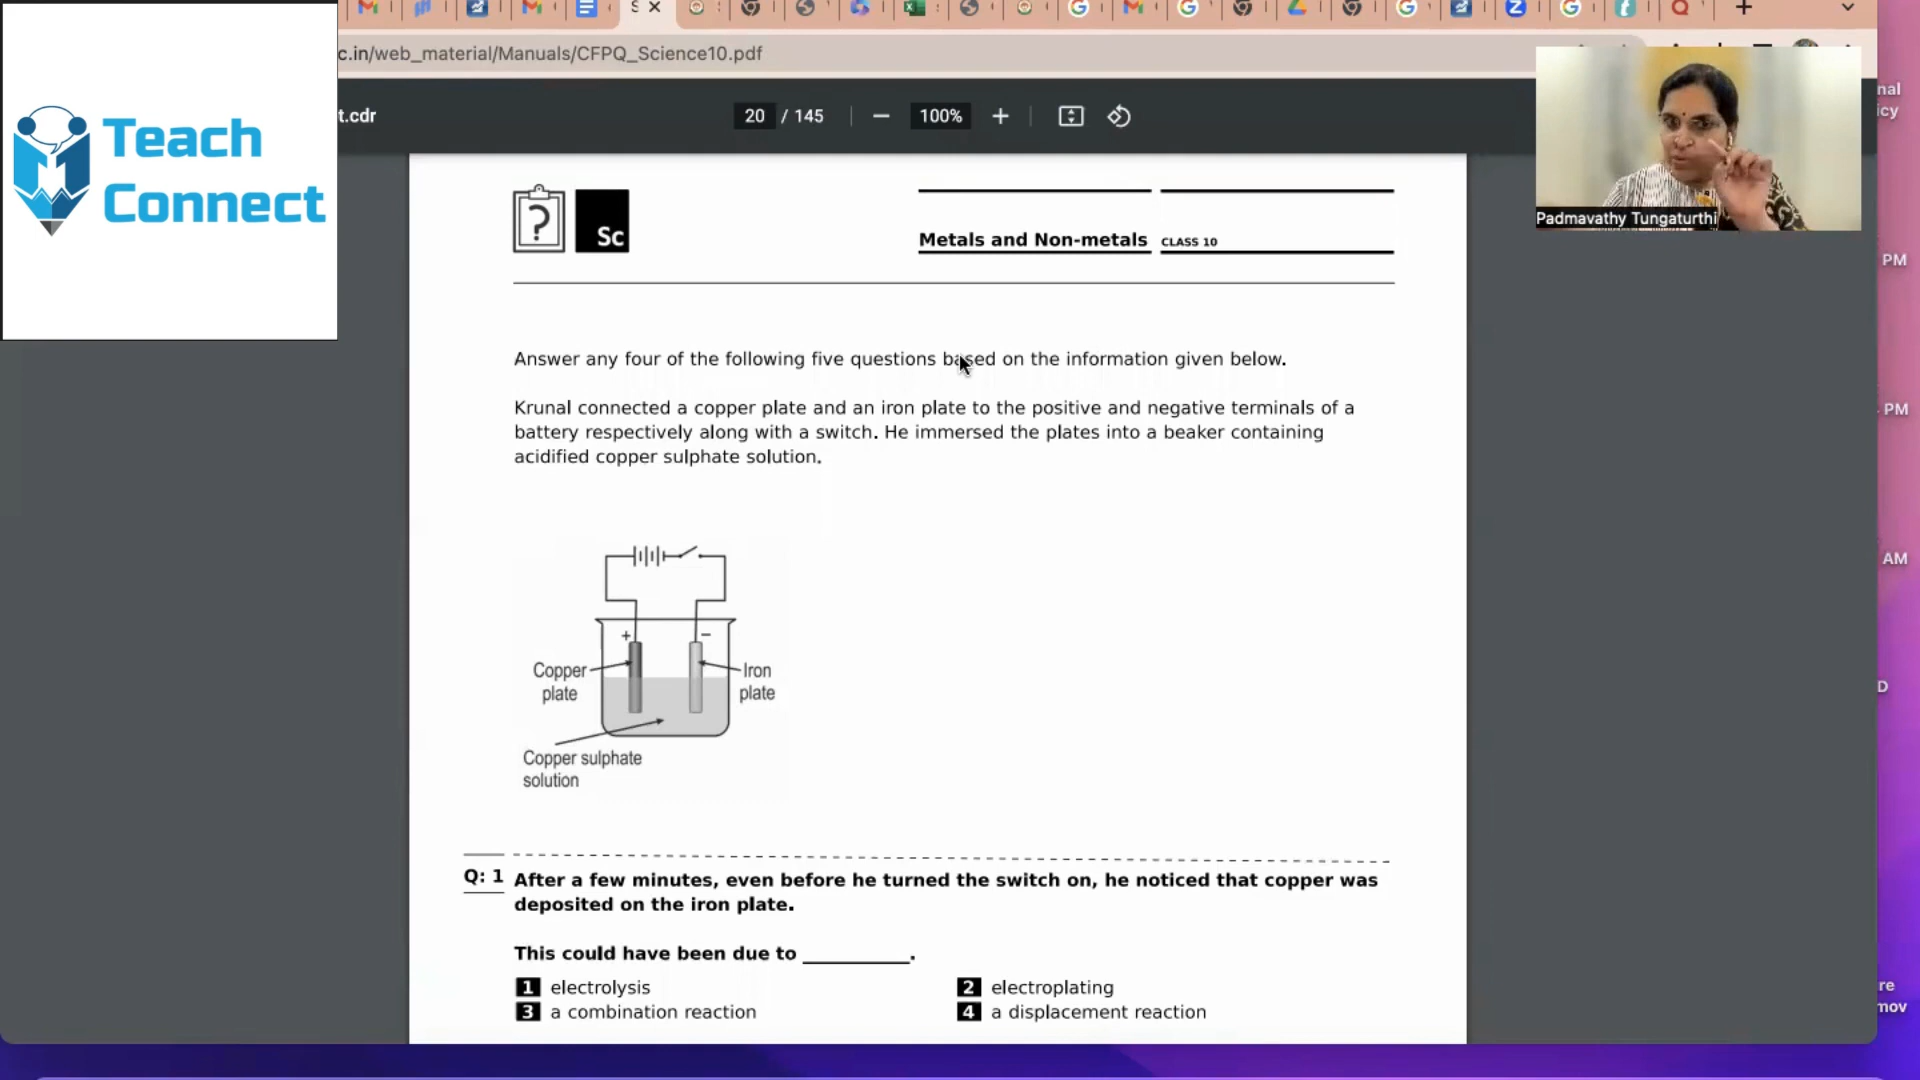 c.in/web_material/Manuals/CFPQ_Science10.pdf
Teach
Connect
t.cdr
20 / 145
100%
Padmavathy Tungaturthi
Sc
Metals and Non-metals CLASS 10
Answer any four of the following five questions based on the information given below.
Krunal connected a copper plate and an iron plate to the positive and negative terminals of a
battery respectively along with a switch. He immersed the plates into a beaker containing
acidified copper sulphate solution.
+ −
Copper
plate
Iron
plate
Copper sulphate
solution
Q: 1 After a few minutes, even before he turned the switch on, he noticed that copper was
deposited on the iron plate.
This could have been due to __________.
1 electrolysis 2 electroplating
3 a combination reaction 4 a displacement reaction
nal
icy
PM
PM
AM
D
re
mov